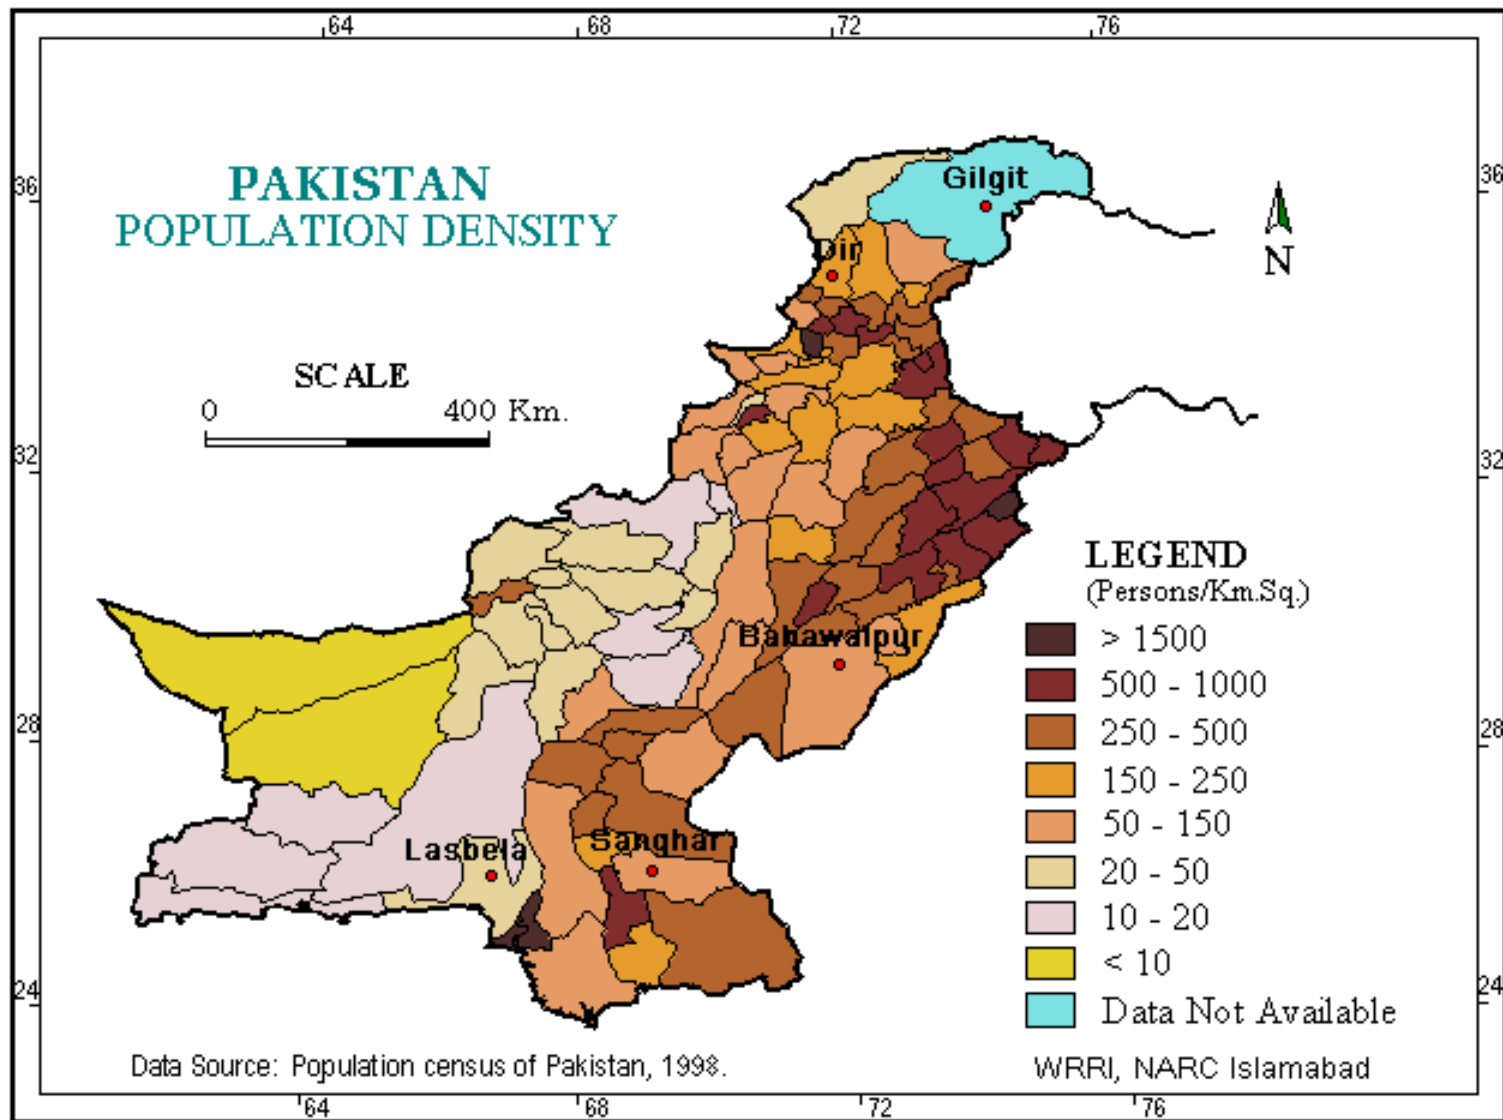 64 68 72 76
36 36
PAKISTAN
POPULATION DENSITY
Gilgit
N
Dir
SCALE
0 400 Km.
32 32
LEGEND
(Persons/Km.Sq.)
> 1500
500 - 1000
250 - 500
150 - 250
50 - 150
20 - 50
10 - 20
< 10
Data Not Available
Bahawalpur
28 28
Lasbela
Sanghar
24 24
Data Source: Population census of Pakistan, 1998.
WRRI, NARC Islamabad
64 68 72 76